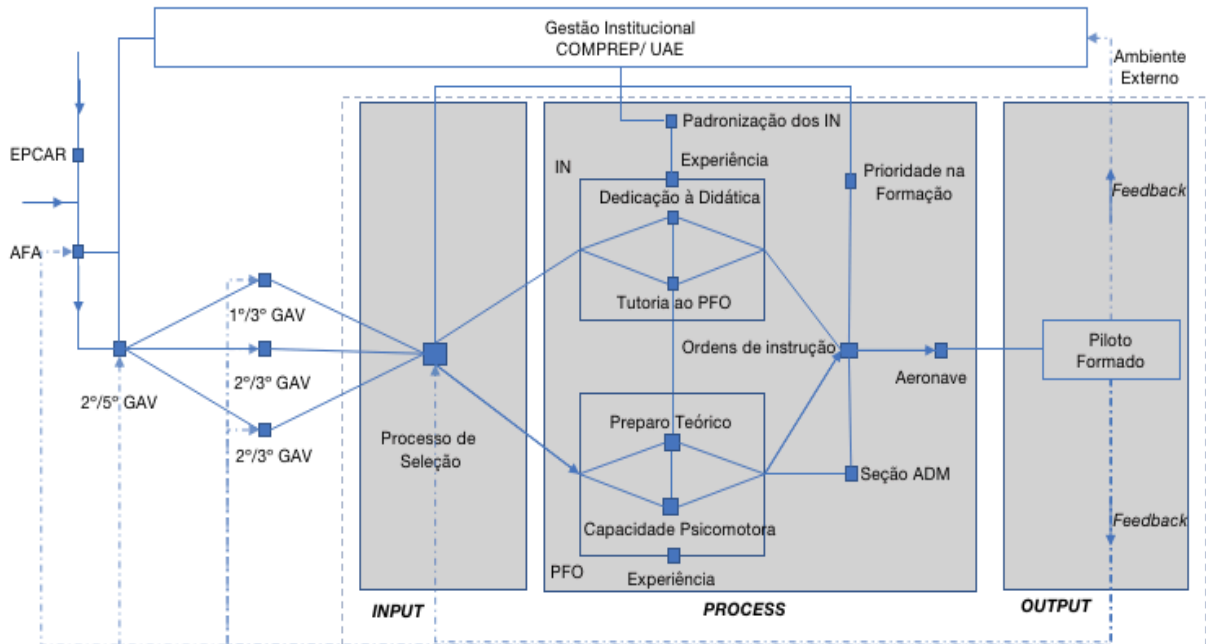 Gestão Institucional
COMPREP/ UAE
Ambiente
Externo
EPCAR
AFA
2º/5º GAV
1º/3º GAV
2º/3º GAV
2º/3º GAV
Processo de
Seleção
INPUT
Padronização dos IN
Experiência
IN
Dedicação à Didática
Tutoria ao PFO
Prioridade na
Formação
Ordens de instrução
Aeronave
Preparo Teórico
Capacidade Psicomotora
PFO
Experiência
Seção ADM
PROCESS
Feedback
Piloto
Formado
Feedback
OUTPUT